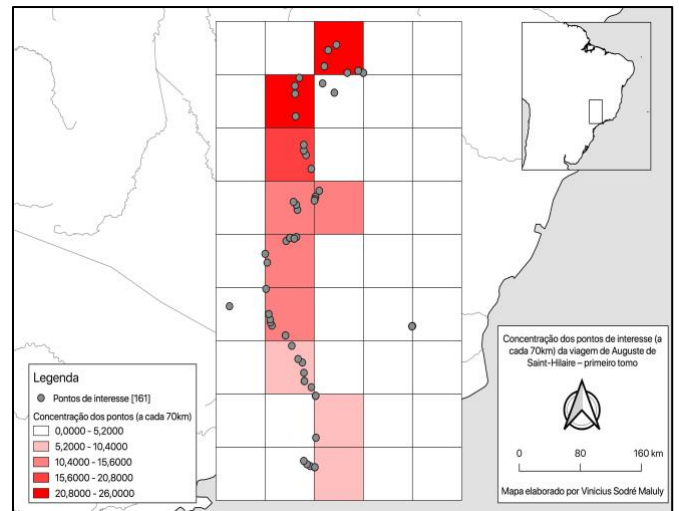 Legenda
Pontos de interesse [161]
Concentração dos pontos (a cada 70km)
0,0000 - 5,2000
5,2000 - 10,4000
10,4000 - 15,6000
15,6000 - 20,8000
20,8000 - 26,0000
Concentração dos pontos de interesse (a
cada 70km) da viagem de Auguste de
Saint-Hilaire – primeiro tomo
0 80 160 km
Mapa elaborado por Vinicius Sodré Maluly